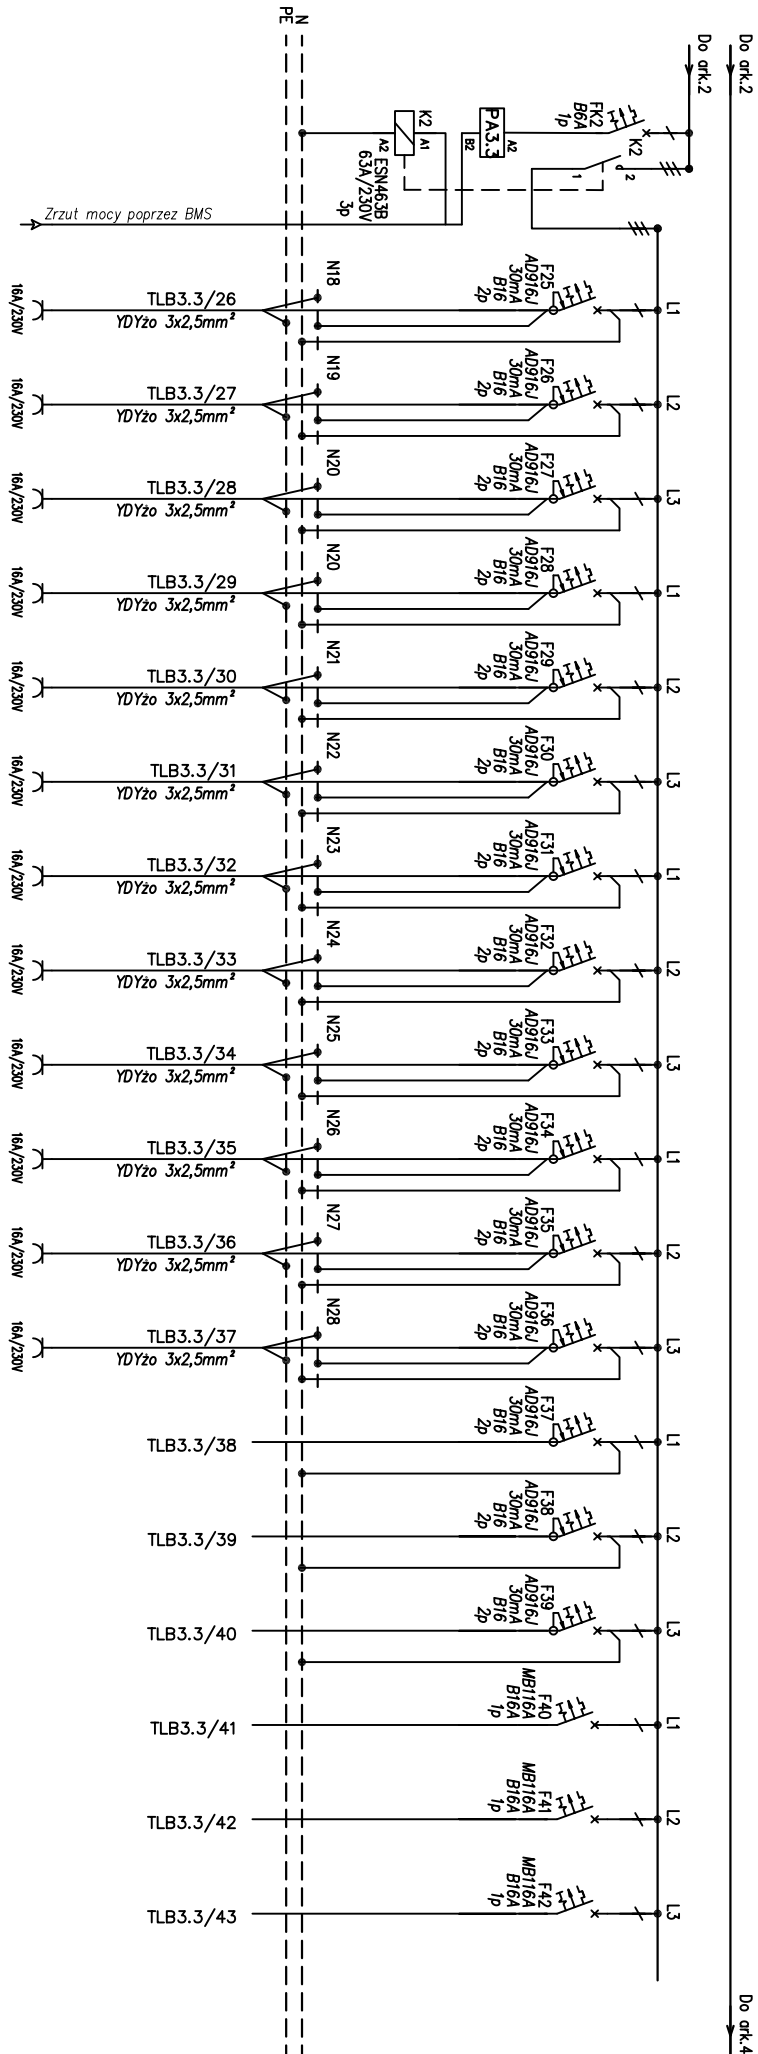 Do ark.2
Do ark.2
N
PE
FK2
B6A
1p
K2
2
1
PA3.3
A2
B2
K2
A1
A2
ESN463B
63A/230V
3p
Zrzut mocy poprzez BMS
L1
F25
AD916J
30mA
B16
2p
N18
TLB3.3/26
YDYżo 3x2,5mm²
16A/230V
L2
F26
AD916J
30mA
B16
2p
N19
TLB3.3/27
YDYżo 3x2,5mm²
16A/230V
L3
F27
AD916J
30mA
B16
2p
N20
TLB3.3/28
YDYżo 3x2,5mm²
16A/230V
L1
F28
AD916J
30mA
B16
2p
N20
TLB3.3/29
YDYżo 3x2,5mm²
16A/230V
L2
F29
AD916J
30mA
B16
2p
N21
TLB3.3/30
YDYżo 3x2,5mm²
16A/230V
L3
F30
AD916J
30mA
B16
2p
N22
TLB3.3/31
YDYżo 3x2,5mm²
16A/230V
L1
F31
AD916J
30mA
B16
2p
N23
TLB3.3/32
YDYżo 3x2,5mm²
16A/230V
L2
F32
AD916J
30mA
B16
2p
N24
TLB3.3/33
YDYżo 3x2,5mm²
16A/230V
L3
F33
AD916J
30mA
B16
2p
N25
TLB3.3/34
YDYżo 3x2,5mm²
16A/230V
L1
F34
AD916J
30mA
B16
2p
N26
TLB3.3/35
YDYżo 3x2,5mm²
16A/230V
L2
F35
AD916J
30mA
B16
2p
N27
TLB3.3/36
YDYżo 3x2,5mm²
16A/230V
L3
F36
AD916J
30mA
B16
2p
N28
TLB3.3/37
YDYżo 3x2,5mm²
16A/230V
L1
F37
AD916J
30mA
B16
2p
TLB3.3/38
L2
F38
AD916J
30mA
B16
2p
TLB3.3/39
L3
F39
AD916J
30mA
B16
2p
TLB3.3/40
L1
F40
MB116A
B16A
1p
TLB3.3/41
L2
F41
MB116A
B16A
1p
TLB3.3/42
L3
F42
MB116A
B16A
1p
TLB3.3/43
Do ark.4